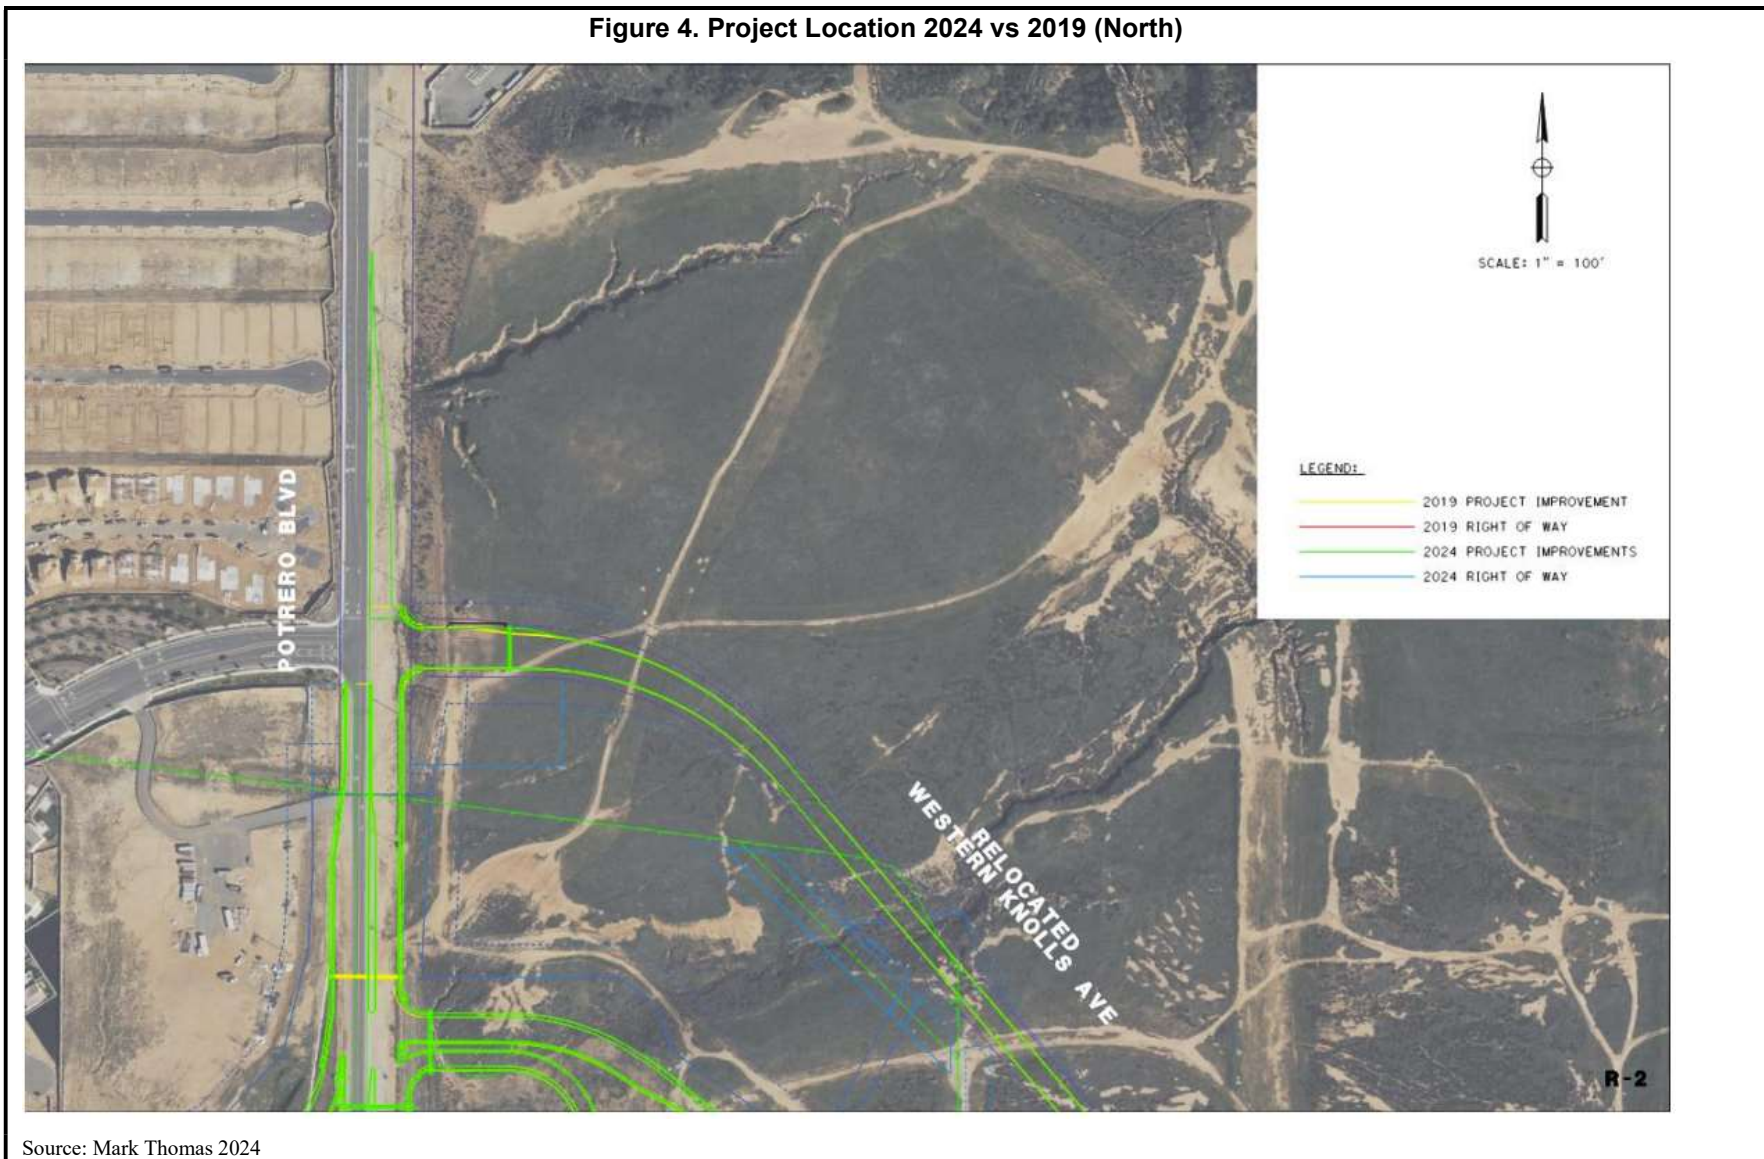 Figure 4. Project Location 2024 vs 2019 (North)
SCALE: 1" = 100'
LEGEND:
2019 PROJECT IMPROVEMENT
2019 RIGHT OF WAY
2024 PROJECT IMPROVEMENTS
2024 RIGHT OF WAY
POTRERO BLVD
RELOCATED
WESTERN KNOLLS AVE
R-2
Source: Mark Thomas 2024